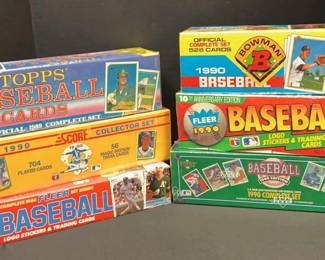 TOPPS
BASEBALL
CARDS
OFFICIAL 1989 COMPLETE SET
1990
SCORE
COLLECTOR SET
704
PLAYER
CARDS
56
MAGIC MOTION
TRIVIA CARDS
FLEER
BASEBALL
LOGO STICKERS & TRADING CARDS
OFFICIAL
COMPLETE SET
528 CARDS
BOWMAN
B
1990
BASEBALL
10TH ANNIVERSARY EDITION
FLEER
1990
BASEBALL
LOGO STICKERS & TRADING CARDS
BASEBALL
1990 COMPLETE SET